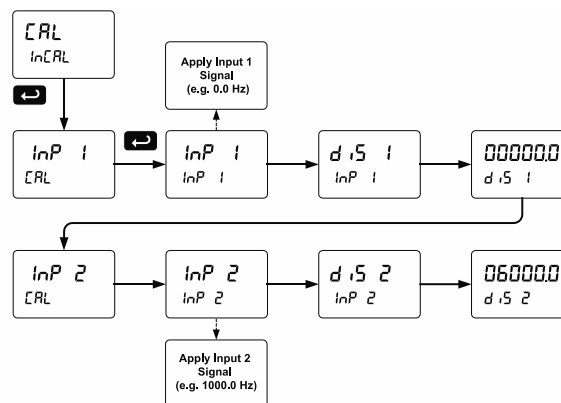 CAL
InCAL
Apply Input 1
Signal
(e.g. 0.0 Hz)
InP 1
CAL
InP 1
InP 1
diS 1
InP 1
00000.0
diS 1
InP 2
CAL
InP 2
InP 2
diS 2
InP 2
06000.0
diS 2
Apply Input 2
Signal
(e.g. 1000.0 Hz)